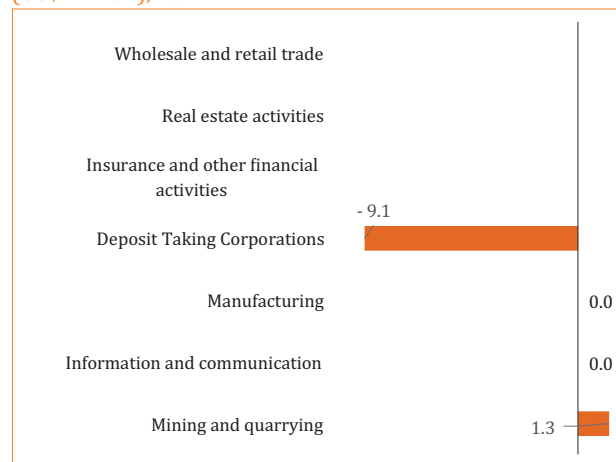 Wholesale and retail trade
Real estate activities
Insurance and other financial
activities
- 9.1
Deposit Taking Corporations
Manufacturing
0.0
Information and communication
0.0
Mining and quarrying
1.3